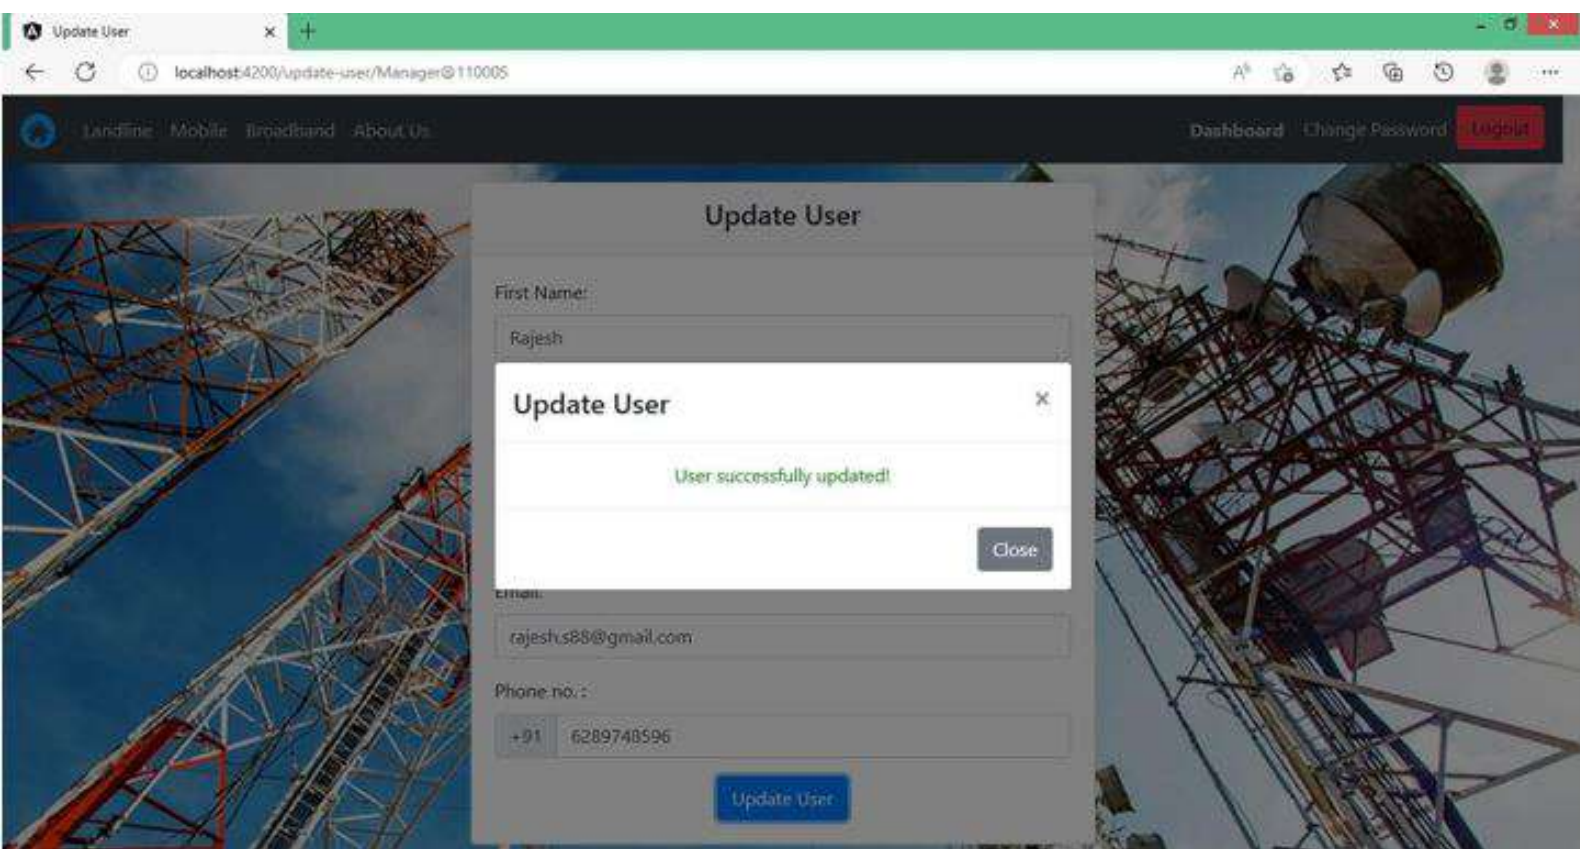 Update User
localhost:4200/update-user/Manager@110005
Landline Mobile Broadband About Us Dashboard Change Password Logout
Update User
First Name:
Rajesh
Update User
User successfully updated!
Close
Email:
rajesh.s88@gmail.com
Phone no. :
+91 6289748596
Update User